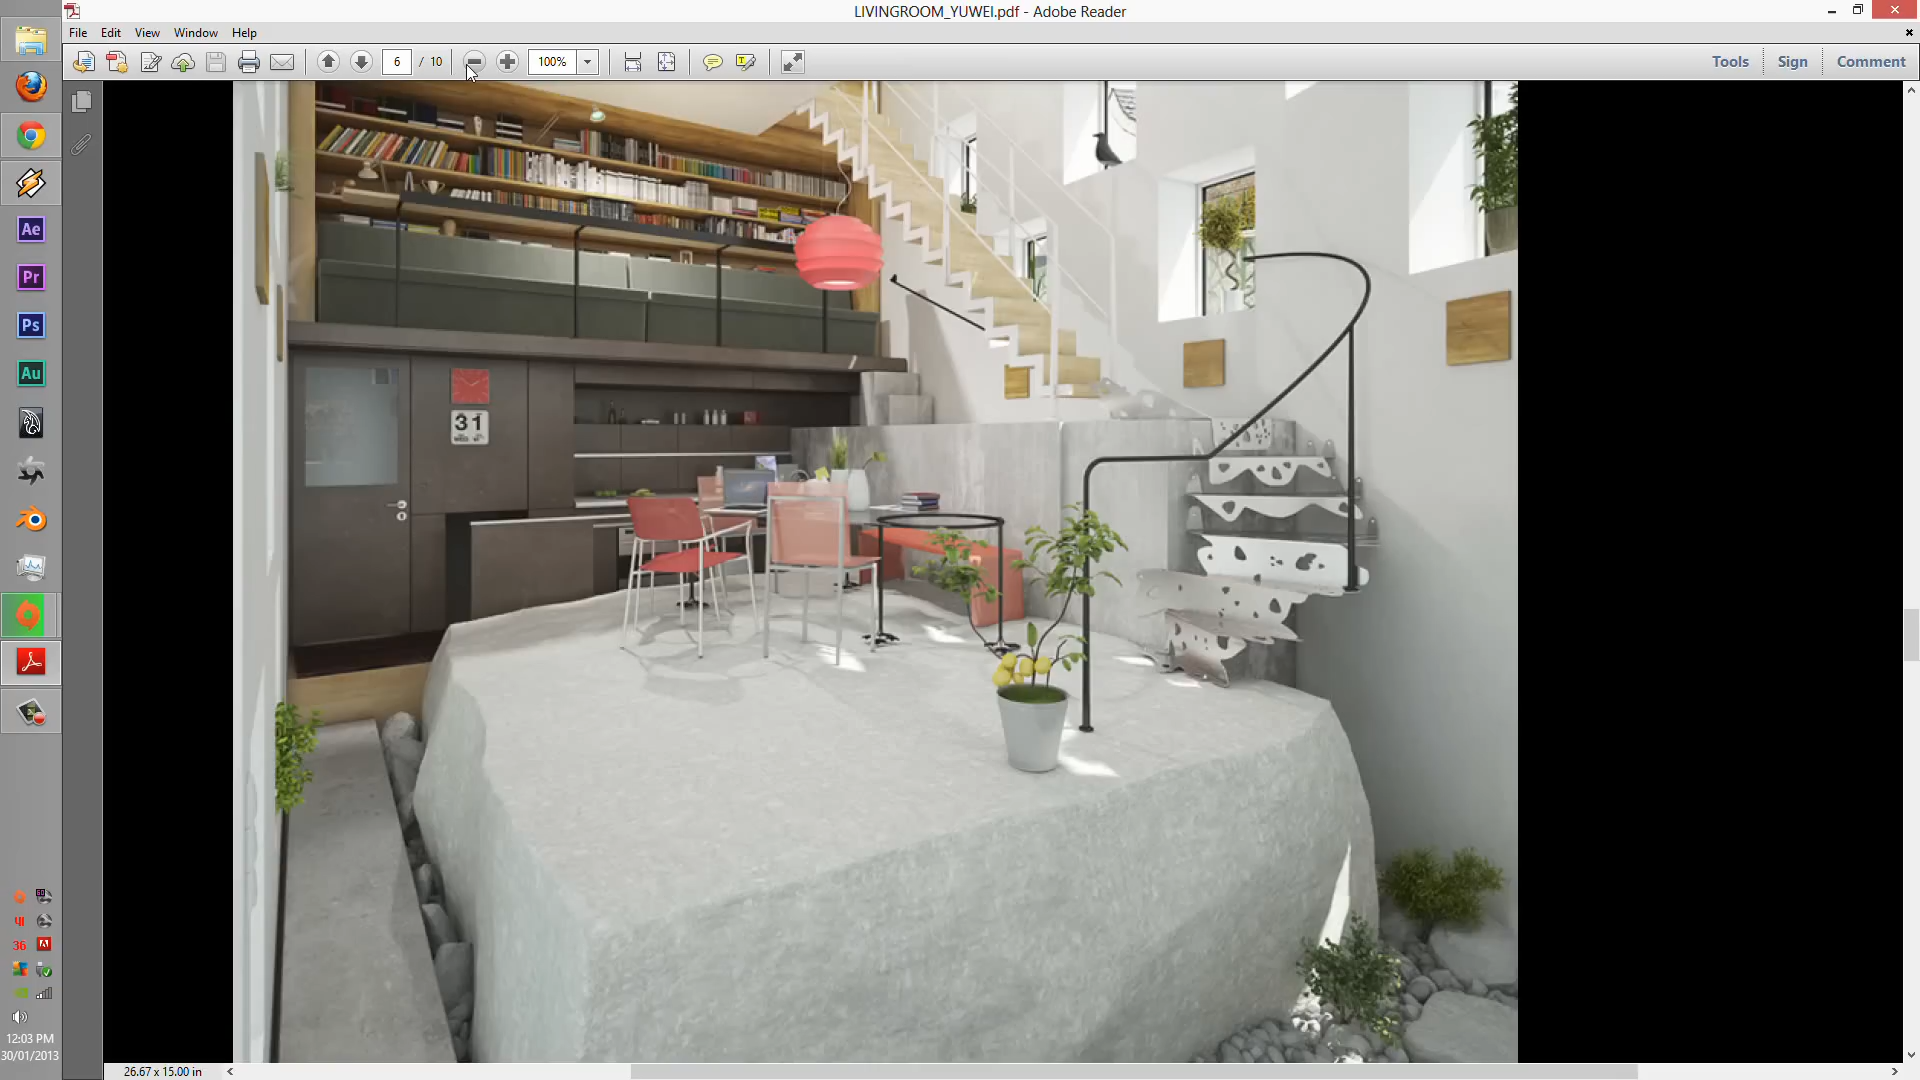 LIVINGROOM_YUWEI.pdf - Adobe Reader
File Edit View Window Help
6 / 10 100% Tools Sign Comment
Ae
Pr
Ps
Au
31
36
12:03 PM
30/01/2013
26.67 x 15.00 in